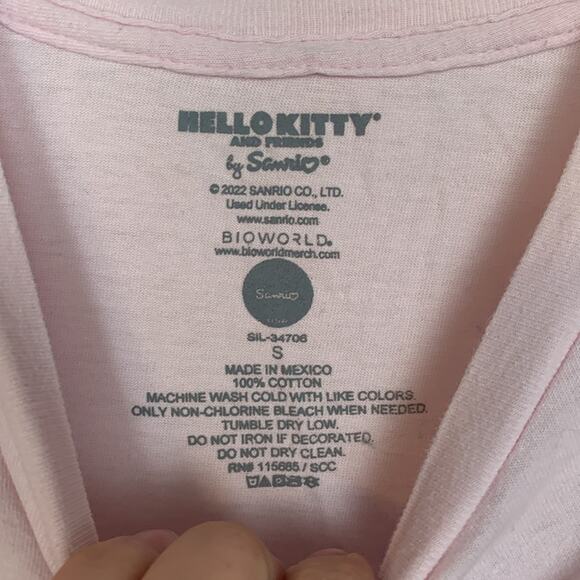 HELLO KITTY®
AND FRIENDS
by Sanrio®
© 2022 SANRIO CO., LTD.
Used Under License.
www.sanrio.com
BIOWORLD®
www.bioworldmerch.com
Sanrio
SIL-34706
S
MADE IN MEXICO
100% COTTON
MACHINE WASH COLD WITH LIKE COLORS.
ONLY NON-CHLORINE BLEACH WHEN NEEDED.
TUMBLE DRY LOW.
DO NOT IRON IF DECORATED.
DO NOT DRY CLEAN.
RN# 115685 / SCC